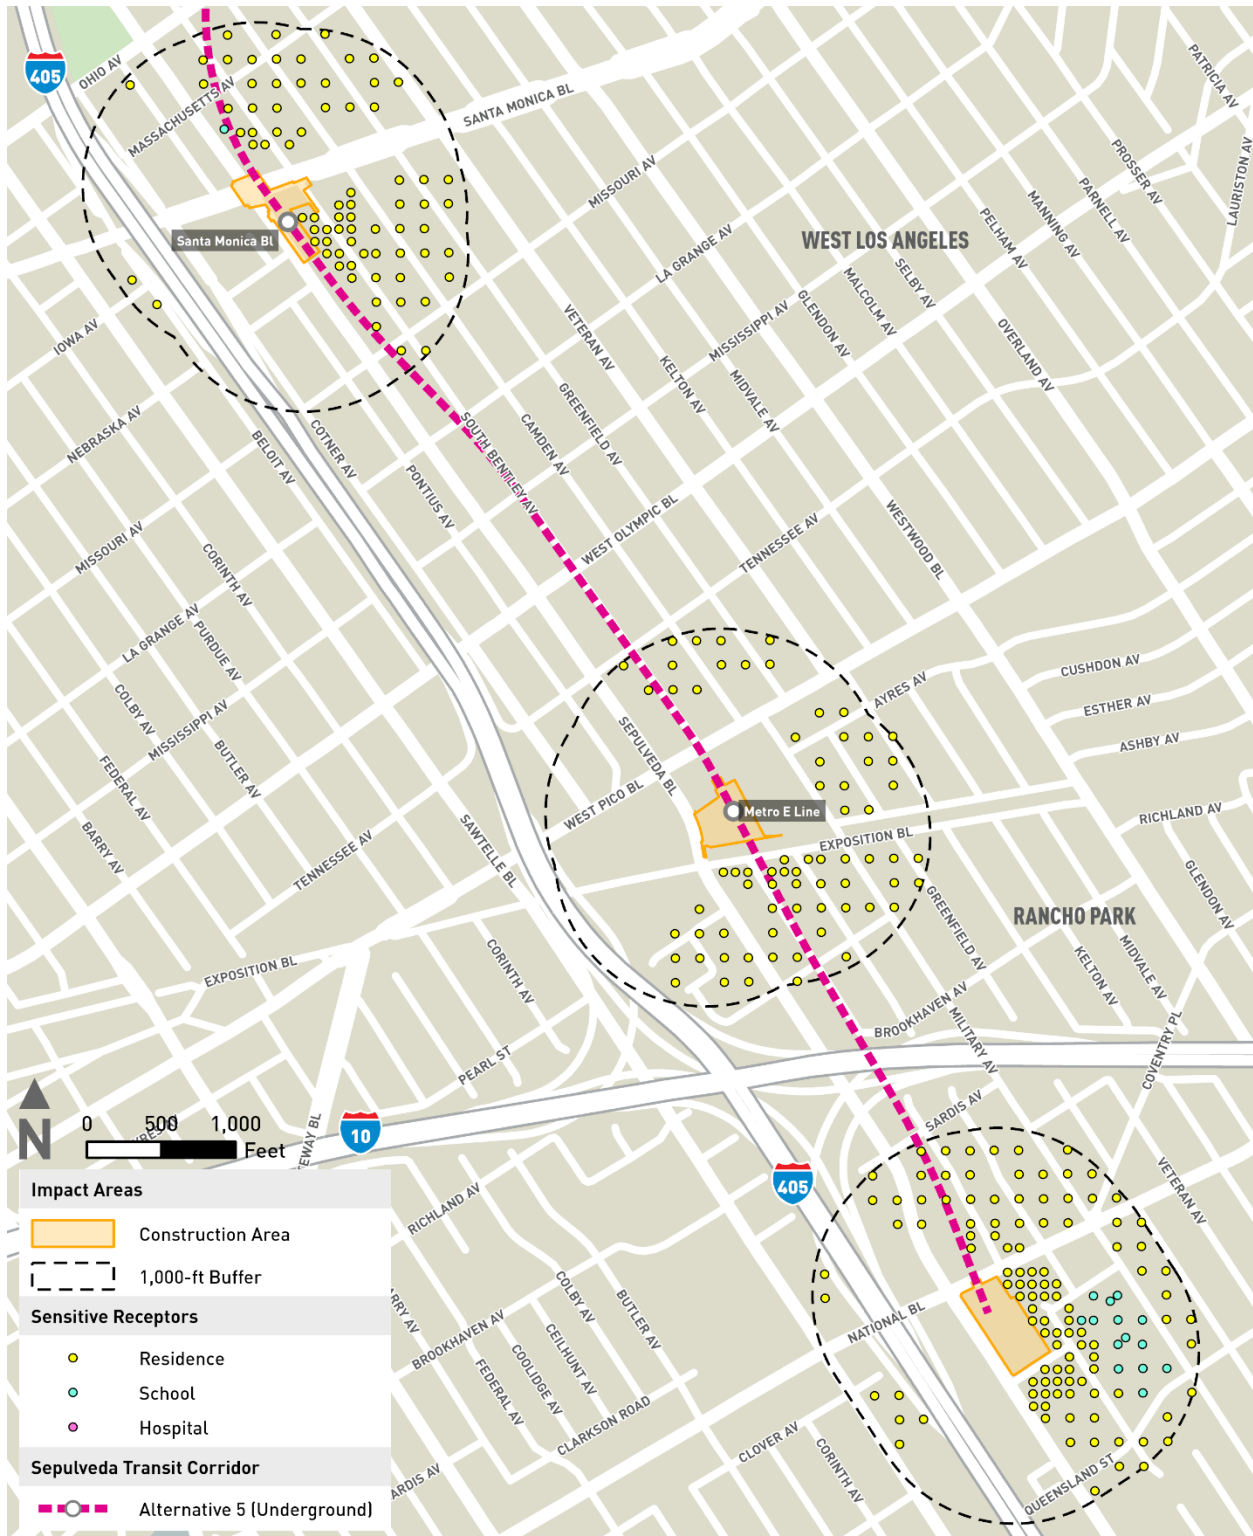 405
OHIO AV
MASSACHUSETTS AV
SANTA MONICA BL
PATRICIA AV
PROSSER AV
LAURISTON AV
PARNELL AV
MANNING AV
PELHAM AV
MISSOURI AV
WEST LOS ANGELES
LA GRANGE AV
SELBY AV
MALCOLM AV
GLENDON AV
MISSISSIPPI AV
OVERLAND AV
Santa Monica Bl
IOWA AV
VETERAN AV
KELTON AV
MIDVALE AV
GREENFIELD AV
CAMDEN AV
SOUTH BENTLEY AV
NEBRASKA AV
BELOIT AV
COTNER AV
PONTIUS AV
WEST OLYMPIC BL
TENNESSEE AV
WESTWOOD BL
MISSOURI AV
CORINTH AV
LA GRANGE AV
PURDUE AV
COLBY AV
MISSISSIPPI AV
BUTLER AV
FEDERAL AV
BARRY AV
TENNESSEE AV
SAWTELLE BL
SEPULVEDA BL
WEST PICO BL
AYRES AV
CUSHDON AV
ESTHER AV
ASHBY AV
RICHLAND AV
Metro E Line
EXPOSITION BL
GLENDON AV
GREENFIELD AV
RANCHO PARK
MIDVALE AV
KELTON AV
EXPOSITION BL
CORINTH AV
BROOKHAVEN AV
MILITARY AV
COVENTRY PL
PEARL ST
SARDIS AV
VETERAN AV
N
0 500 1,000
Feet
10
405
RICHLAND AV
Impact Areas
Construction Area
1,000-ft Buffer
Sensitive Receptors
Residence
School
Hospital
Sepulveda Transit Corridor
Alternative 5 (Underground)
BROOKHAVEN AV
COLBY AV
BUTLER AV
CEILHUNT AV
COOLIDGE AV
FEDERAL AV
CLARKSON ROAD
NATIONAL BL
CLOVER AV
CORINTH AV
QUEENSLAND ST